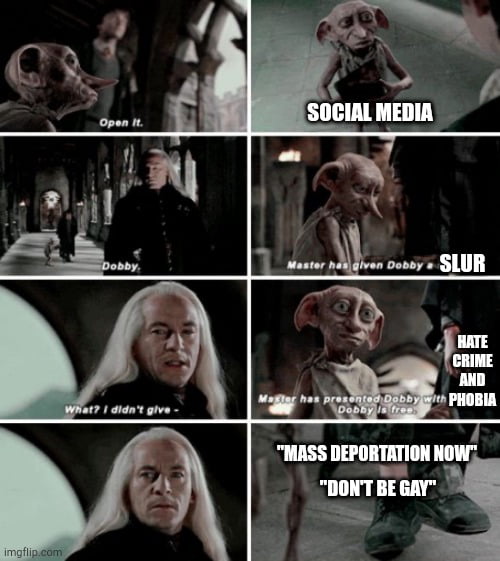 Open it.
SOCIAL MEDIA
Dobby.
Master has given Dobby a SLUR
What? I didn't give -
HATE
CRIME
AND
PHOBIA
Master has presented Dobby with
Dobby is free.
"MASS DEPORTATION NOW"
"DON'T BE GAY"
imgflip.com